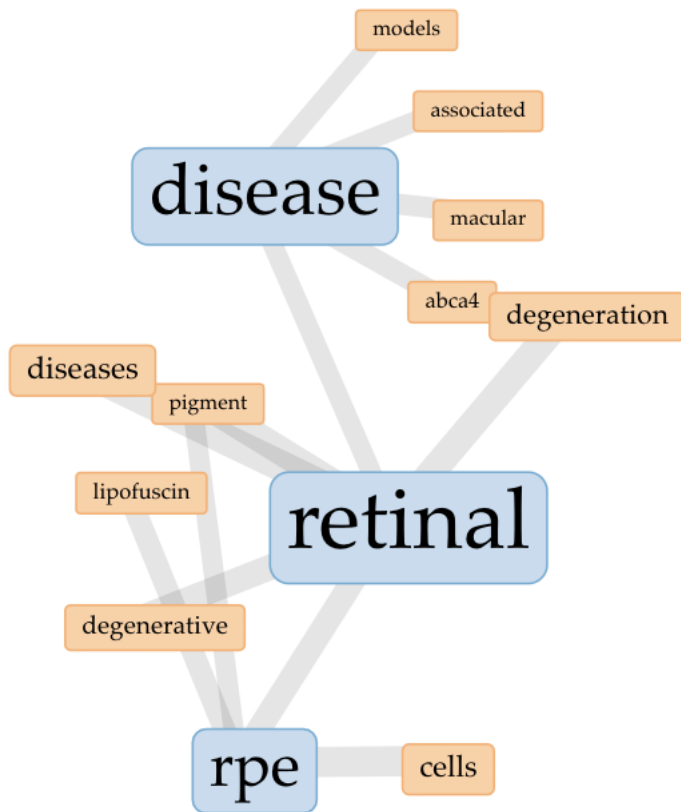 models
associated
disease
macular
abca4
degeneration
diseases
pigment
lipofuscin
retinal
degenerative
rpe
cells